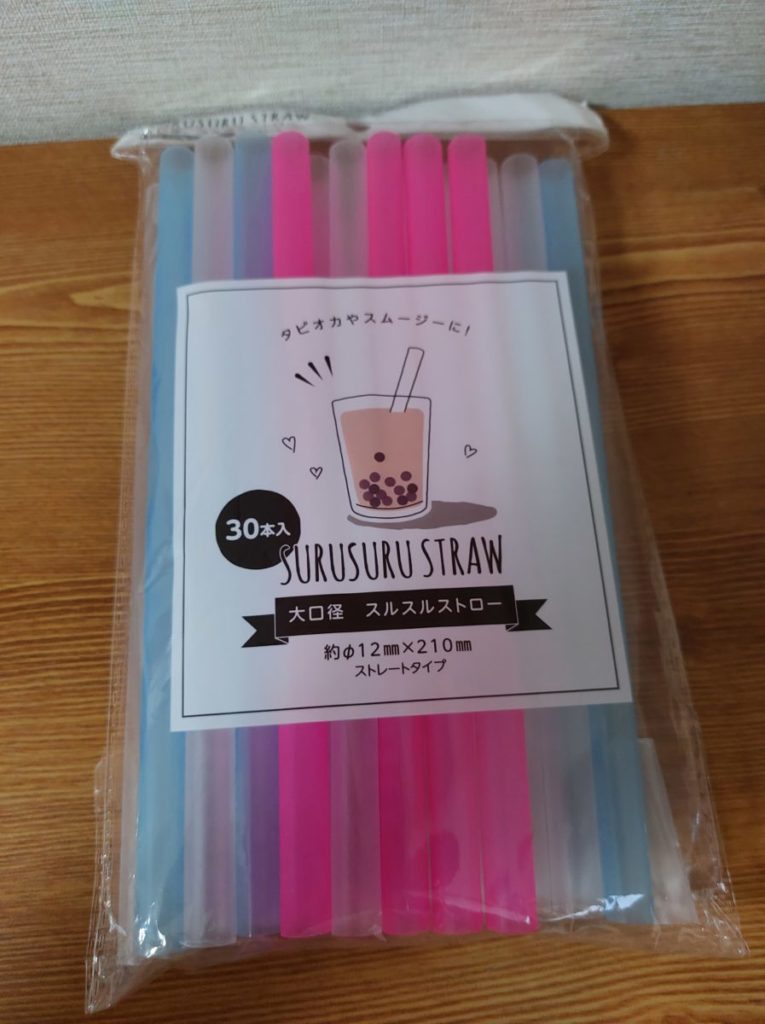 SURUSURU STRAW
タピオカやスムージーに!
30本入
SURUSURU STRAW
大口径 スルスルストロー
約φ12㎜×210㎜
ストレートタイプ